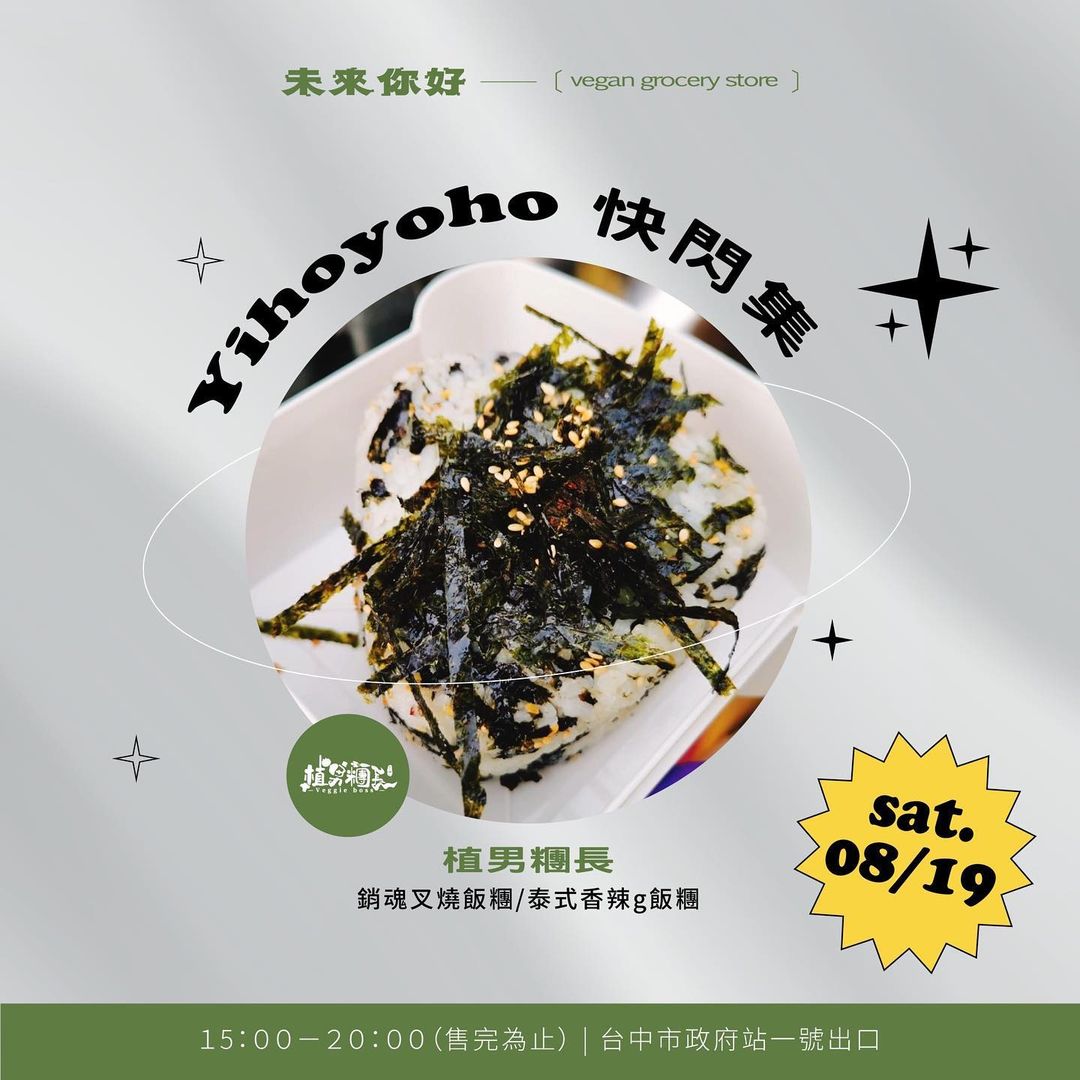 未來你好 —— [ vegan grocery store ]
Yihoyoho 快閃集
植男糰長
Veggie boss
sat.
08/19
植男糰長
銷魂叉燒飯糰/泰式香辣g飯糰
15:00－20:00(售完為止) | 台中市政府站一號出口